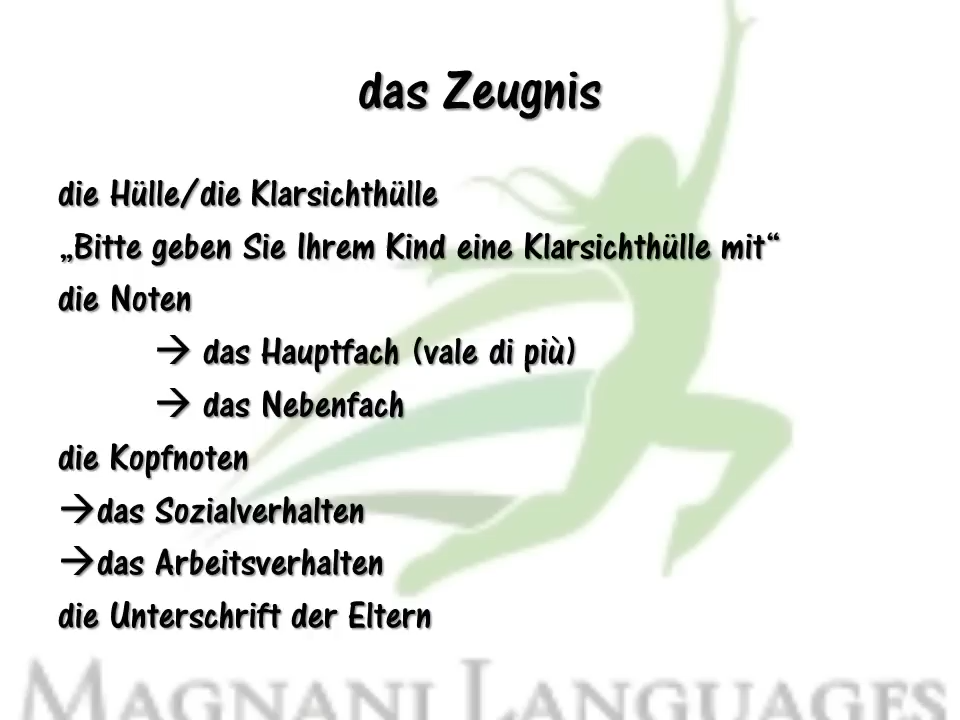 das Zeugnis
die Hülle/die Klarsichthülle
„Bitte geben Sie Ihrem Kind eine Klarsichthülle mit“
die Noten
→ das Hauptfach (vale di più)
→ das Nebenfach
die Kopfnoten
→das Sozialverhalten
→das Arbeitsverhalten
die Unterschrift der Eltern
MAGNANI LANGUAGES